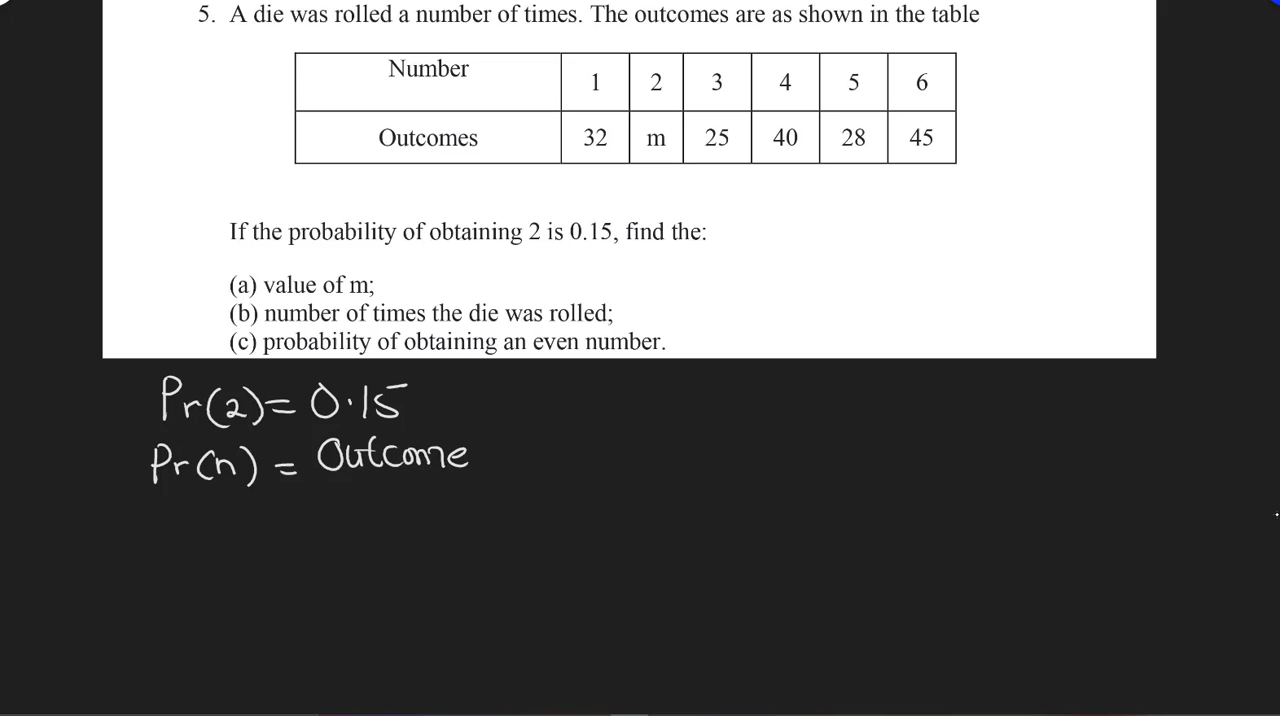 5. A die was rolled a number of times. The outcomes are as shown in the table
Number 1 2 3 4 5 6
Outcomes 32 m 25 40 28 45
If the probability of obtaining 2 is 0.15, find the:
(a) value of m;
(b) number of times the die was rolled;
(c) probability of obtaining an even number.
Pr(2) = 0.15
Pr(n) = Outcome